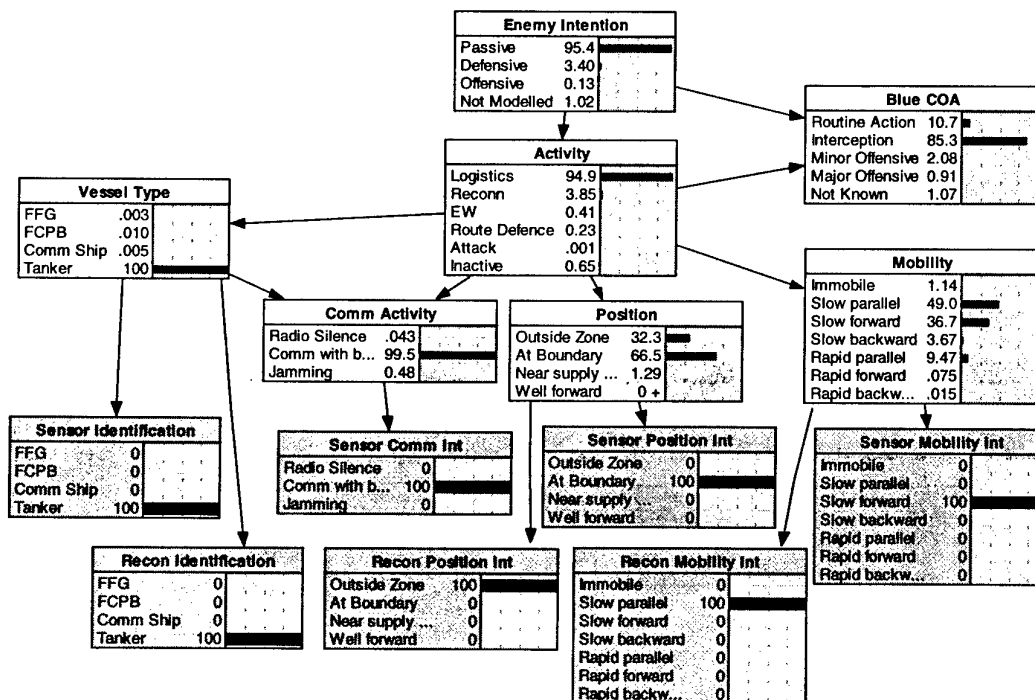 Enemy Intention
Passive 95.4
Defensive 3.40
Offensive 0.13
Not Modelled 1.02
Blue COA
Routine Action 10.7
Interception 85.3
Minor Offensive 2.08
Major Offensive 0.91
Not Known 1.07
Activity
Logistics 94.9
Reconn 3.85
EW 0.41
Route Defence 0.23
Attack .001
Inactive 0.65
Vessel Type
FFG .003
FCPB .010
Comm Ship .005
Tanker 100
Mobility
Immobile 1.14
Slow parallel 49.0
Slow forward 36.7
Slow backward 3.67
Rapid parallel 9.47
Rapid forward .075
Rapid backw... .015
Comm Activity
Radio Silence .043
Comm with b... 99.5
Jamming 0.48
Position
Outside Zone 32.3
At Boundary 66.5
Near supply ... 1.29
Well forward 0 +
Sensor Identification
FFG 0
FCPB 0
Comm Ship 0
Tanker 100
Sensor Comm Int
Radio Silence 0
Comm with b... 100
Jamming 0
Sensor Position Int
Outside Zone 0
At Boundary 100
Near supply ... 0
Well forward 0
Sensor Mobility Int
Immobile 0
Slow parallel 0
Slow forward 100
Slow backward 0
Rapid parallel 0
Rapid forward 0
Rapid backw... 0
Recon Identification
FFG 0
FCPB 0
Comm Ship 0
Tanker 100
Recon Position Int
Outside Zone 100
At Boundary 0
Near supply ... 0
Well forward 0
Recon Mobility Int
Immobile 0
Slow parallel 100
Slow forward 0
Slow backward 0
Rapid parallel 0
Rapid forward 0
Rapid backw... 0